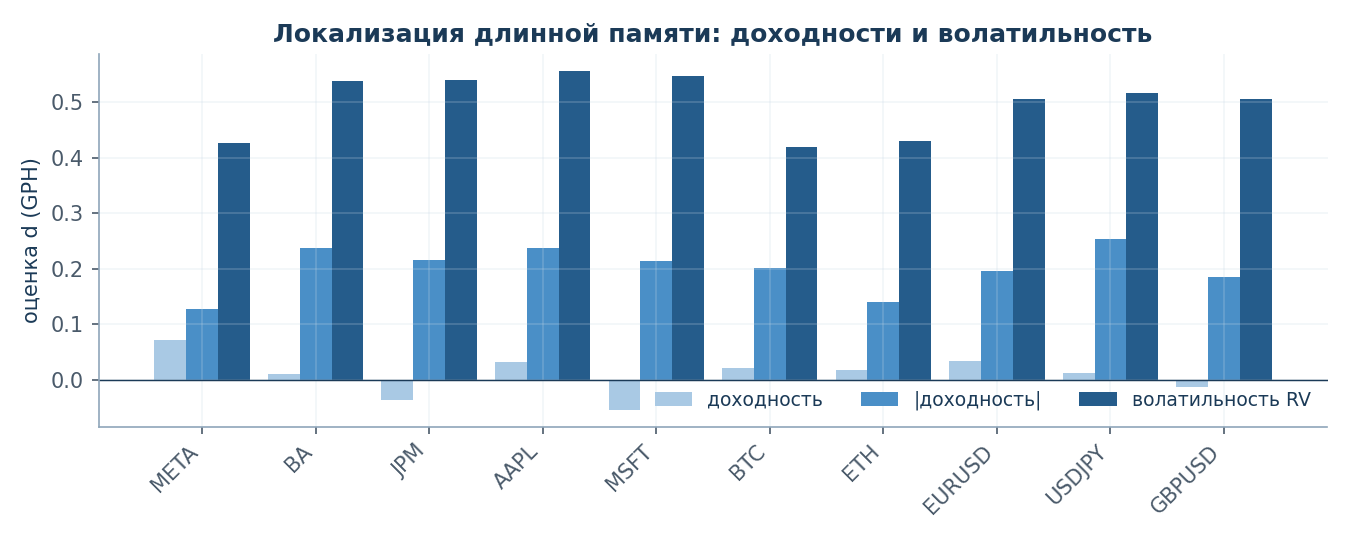 Локализация длинной памяти: доходности и волатильность
оценка d (GPH)
0.5
0.4
0.3
0.2
0.1
0.0
доходность |доходность| волатильность RV
META BA JPM AAPL MSFT BTC ETH EURUSD USDJPY GBPUSD